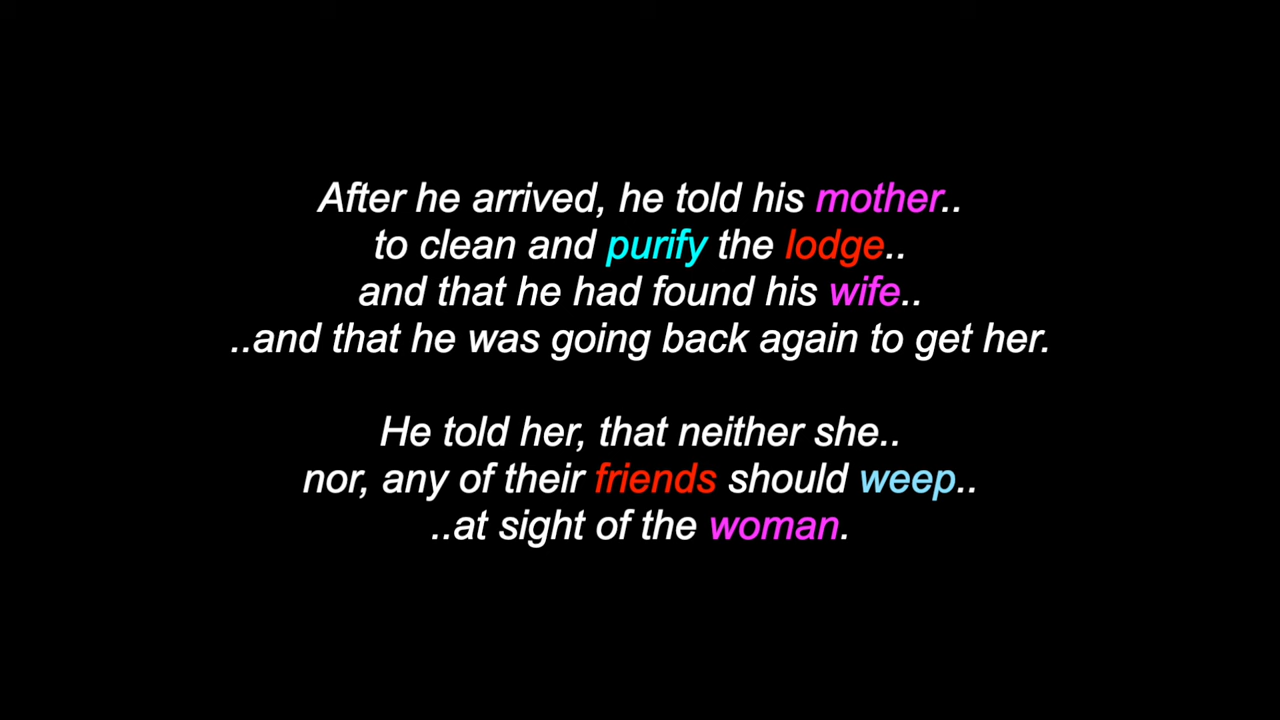 After he arrived, he told his mother..
to clean and purify the lodge..
and that he had found his wife..
..and that he was going back again to get her.
He told her, that neither she..
nor, any of their friends should weep..
..at sight of the woman.